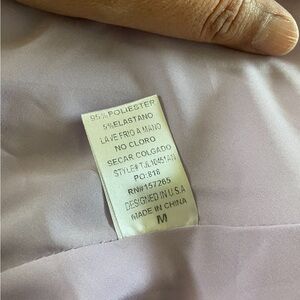 95% POLIESTER
5% ELASTANO
LAVE FRIO A MANO
NO CLORO
SECAR COLGADO
STYLE#
PO:818
RN#157265
DESIGNED IN U.S.A
MADE IN CHINA
M